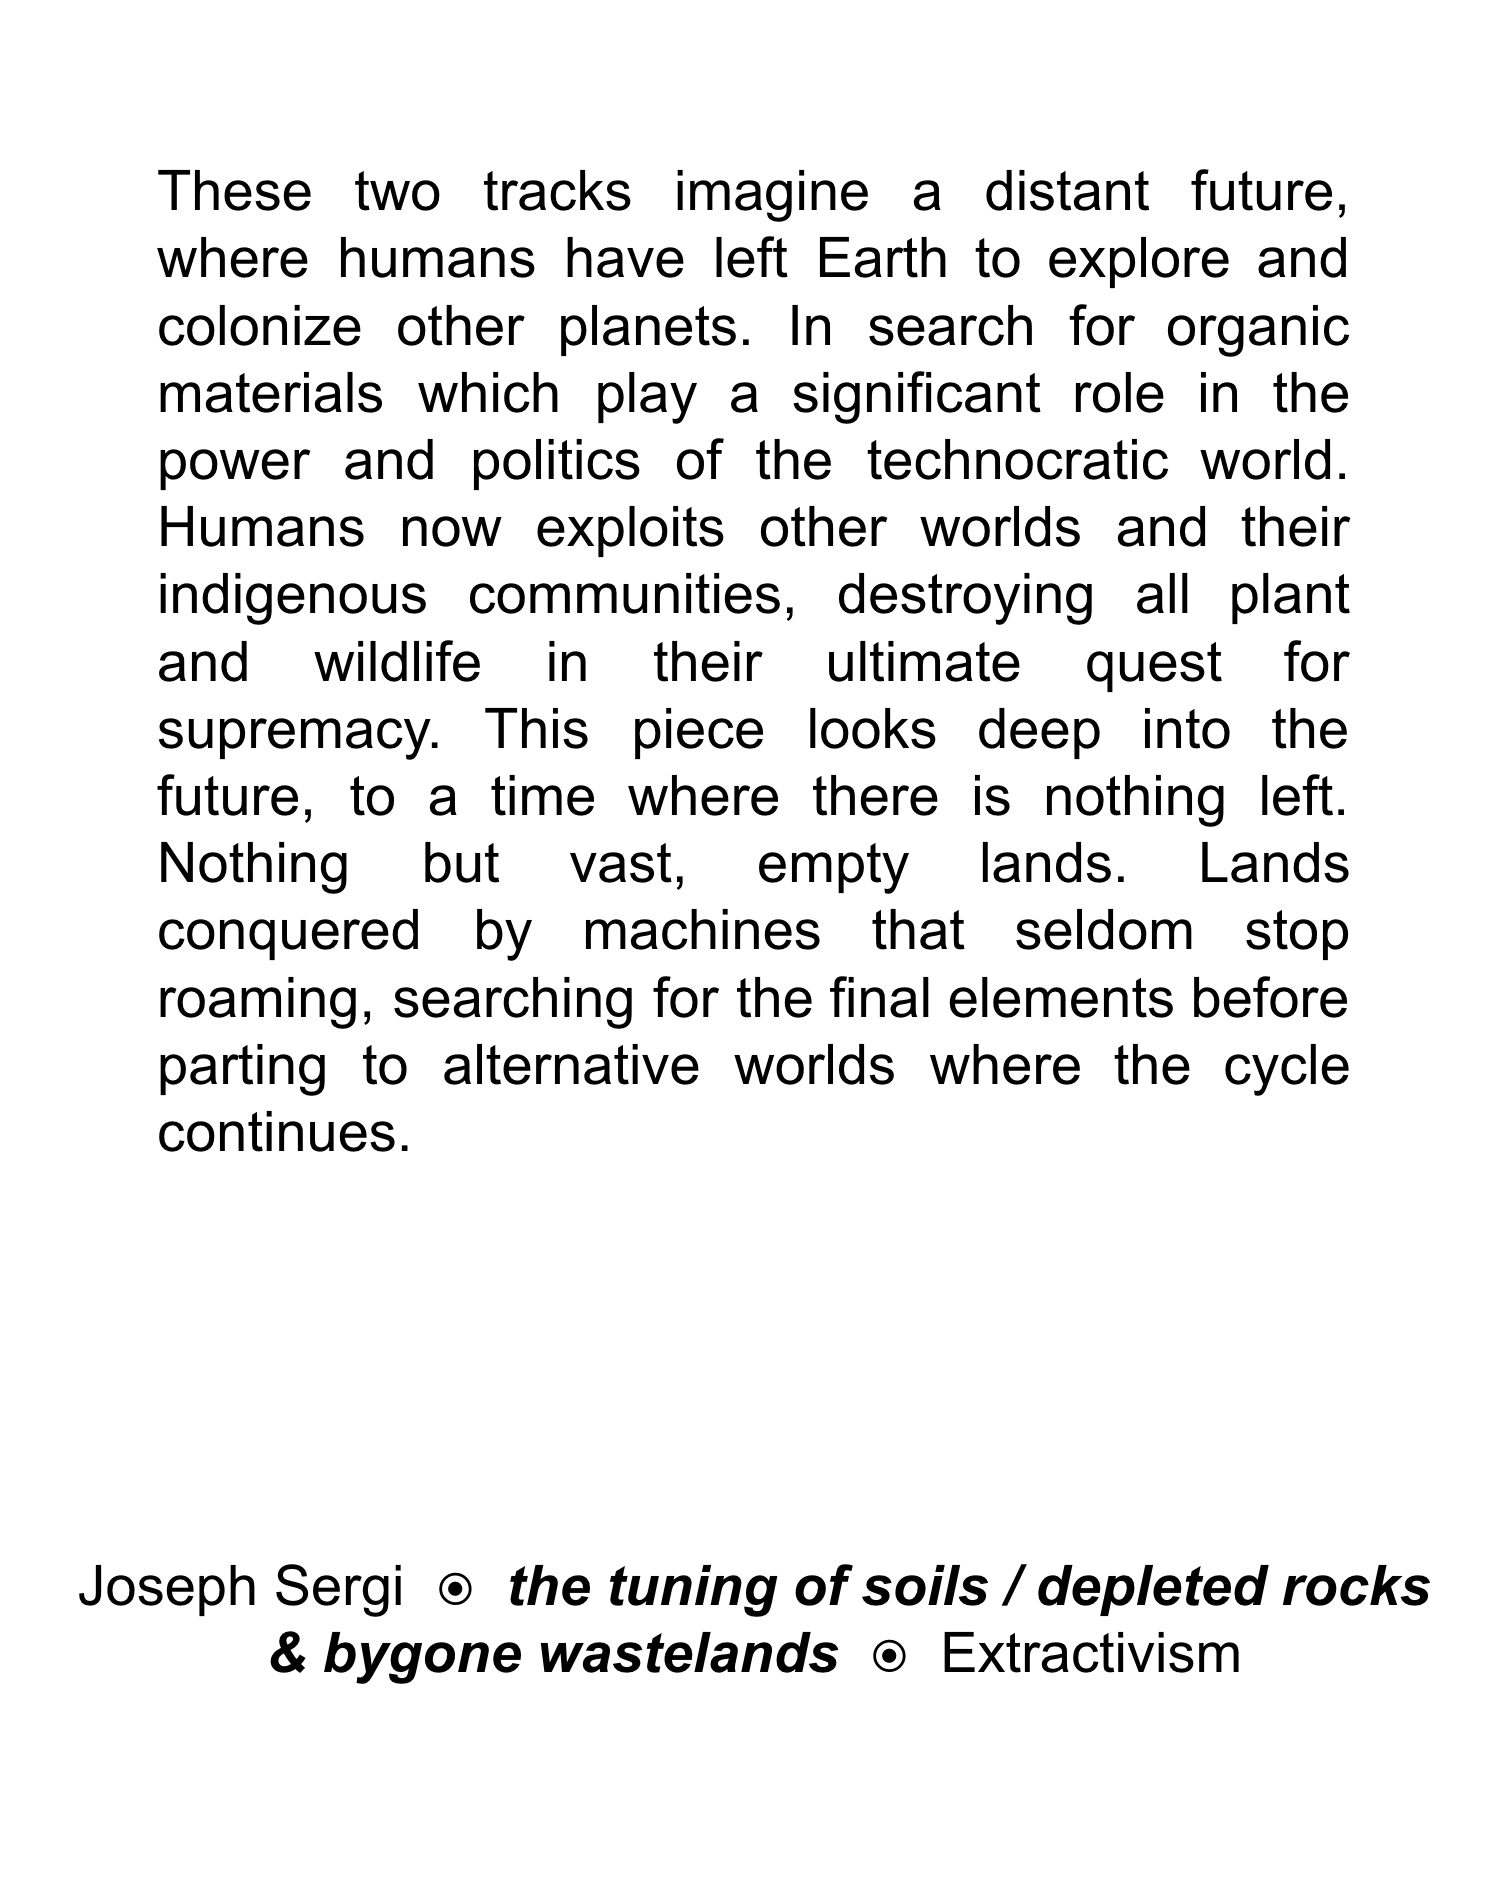 These two tracks imagine a distant future,
where humans have left Earth to explore and
colonize other planets. In search for organic
materials which play a significant role in the
power and politics of the technocratic world.
Humans now exploits other worlds and their
indigenous communities, destroying all plant
and wildlife in their ultimate quest for
supremacy. This piece looks deep into the
future, to a time where there is nothing left.
Nothing but vast, empty lands. Lands
conquered by machines that seldom stop
roaming, searching for the final elements before
parting to alternative worlds where the cycle
continues.
Joseph Sergi ⦿ the tuning of soils / depleted rocks
& bygone wastelands ⦿ Extractivism